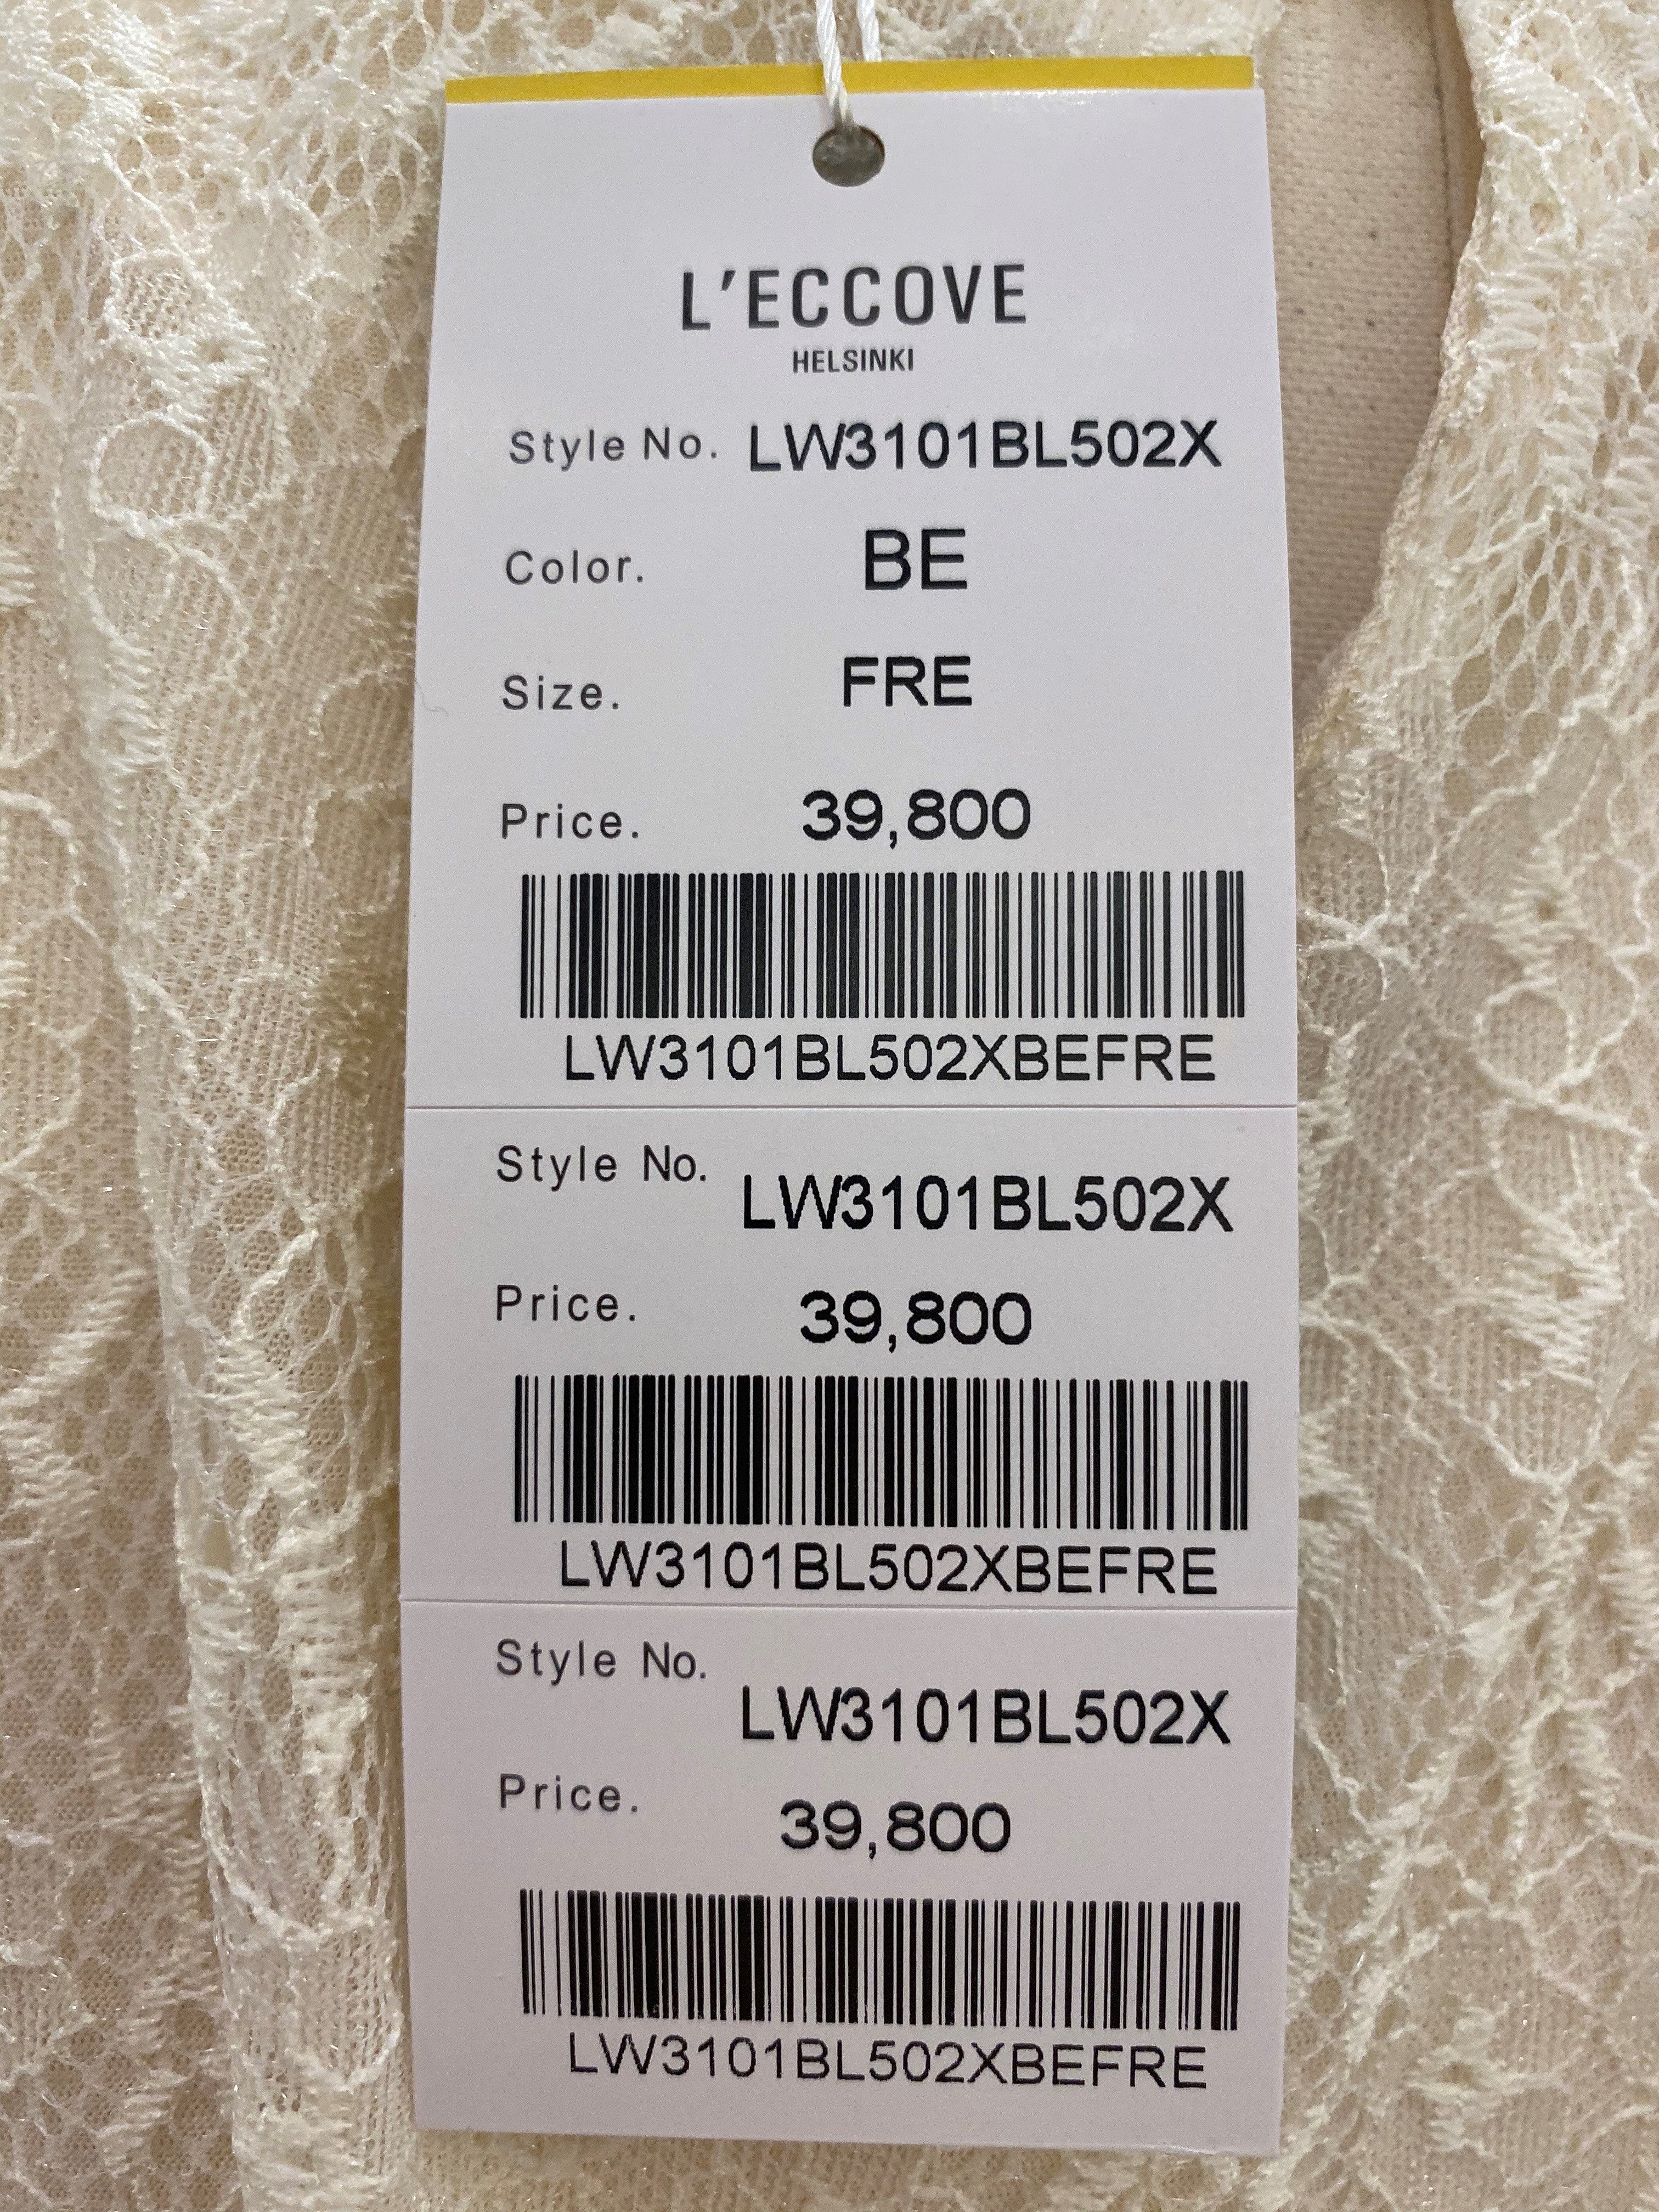 L'ECCOVE
HELSINKI
Style No. LW3101BL502X
Color. BE
Size. FRE
Price. 39,800
LW3101BL502XBEFRE
Style No. LW3101BL502X
Price. 39,800
LW3101BL502XBEFRE
Style No. LW3101BL502X
Price. 39,800
LW3101BL502XBEFRE